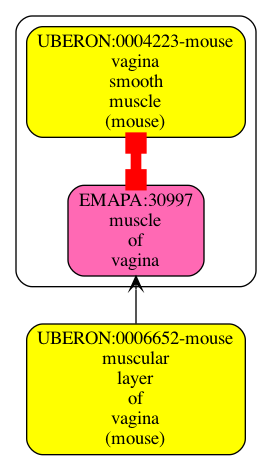 UBERON:0004223-mouse
vagina
smooth
muscle
(mouse)
EMAPA:30997
muscle
of
vagina
UBERON:0006652-mouse
muscular
layer
of
vagina
(mouse)